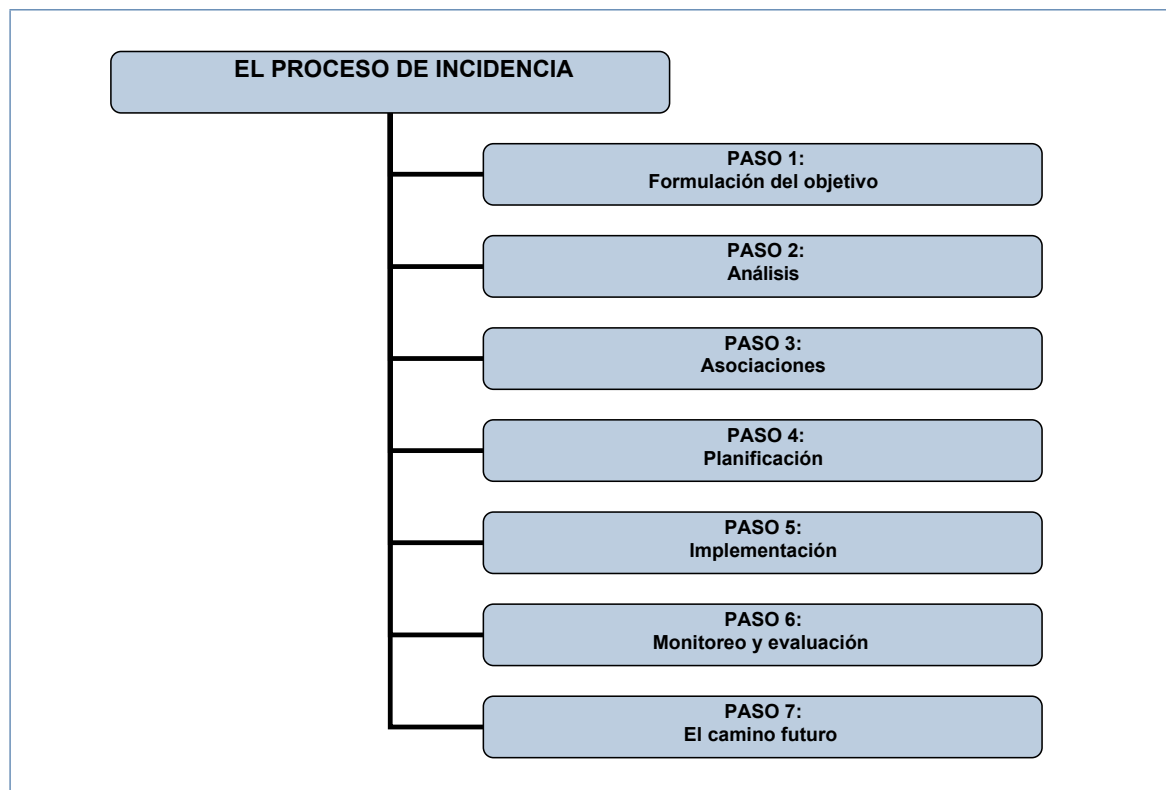 EL PROCESO DE INCIDENCIA
PASO 1:
Formulación del objetivo
PASO 2:
Análisis
PASO 3:
Asociaciones
PASO 4:
Planificación
PASO 5:
Implementación
PASO 6:
Monitoreo y evaluación
PASO 7:
El camino futuro